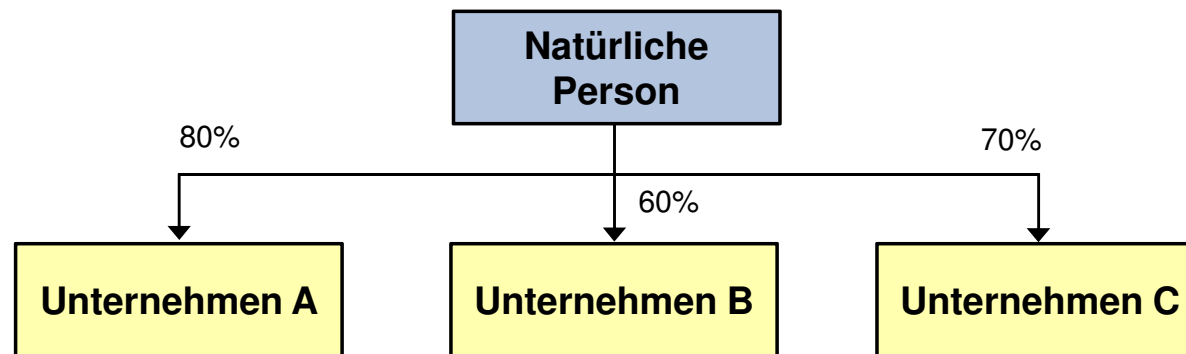 Natürliche
Person
80%
70%
60%
Unternehmen A
Unternehmen B
Unternehmen C